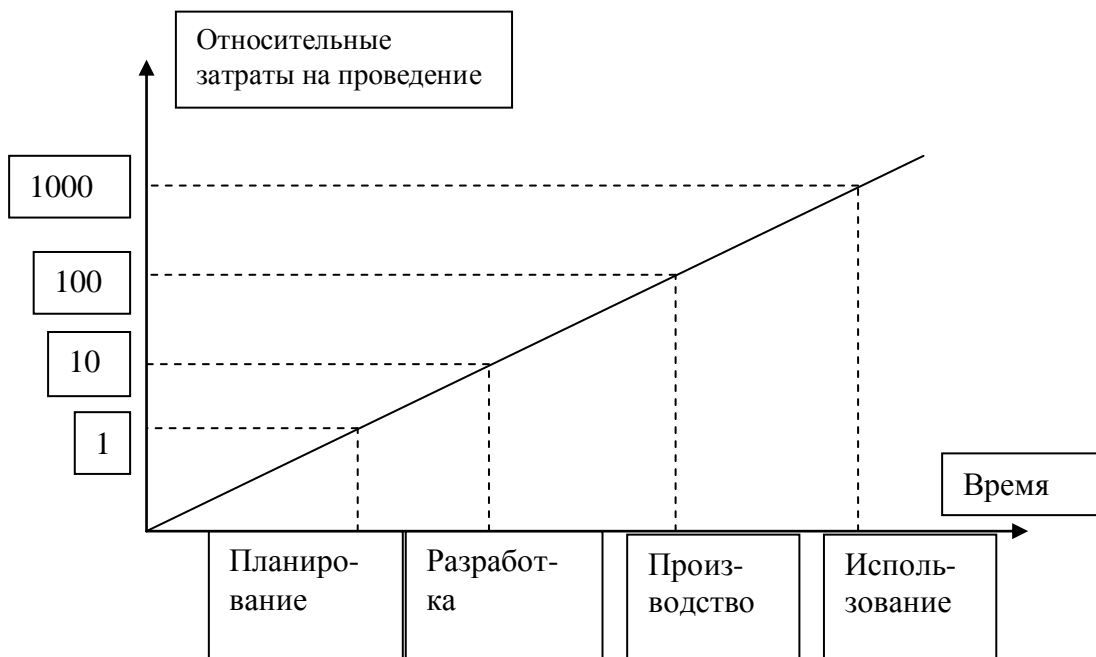 Относительные
затраты на проведение
1000
100
10
1
Время
Планиро-
вание
Разработ-
ка
Произ-
водство
Исполь-
зование